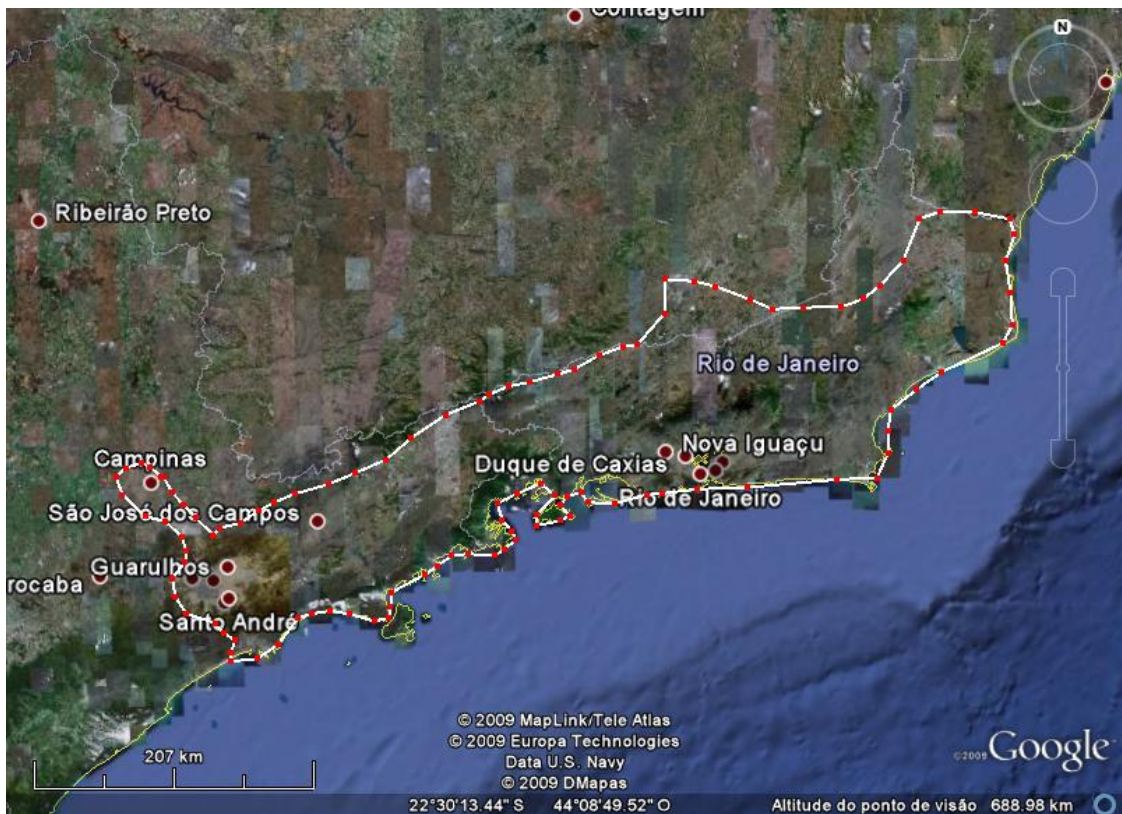 Contagem
N
Ribeirão Preto
Rio de Janeiro
Campinas
Nova Iguaçu
Duque de Caxias
Rio de Janeiro
São José dos Campos
Guarulhos
rocaba
Santo André
© 2009 MapLink/Tele Atlas
© 2009 Europa Technologies
Data U.S. Navy
© 2009 DMapas
©2009 Google™
207 km
22°30'13.44" S 44°08'49.52" O Altitude do ponto de visão 688.98 km